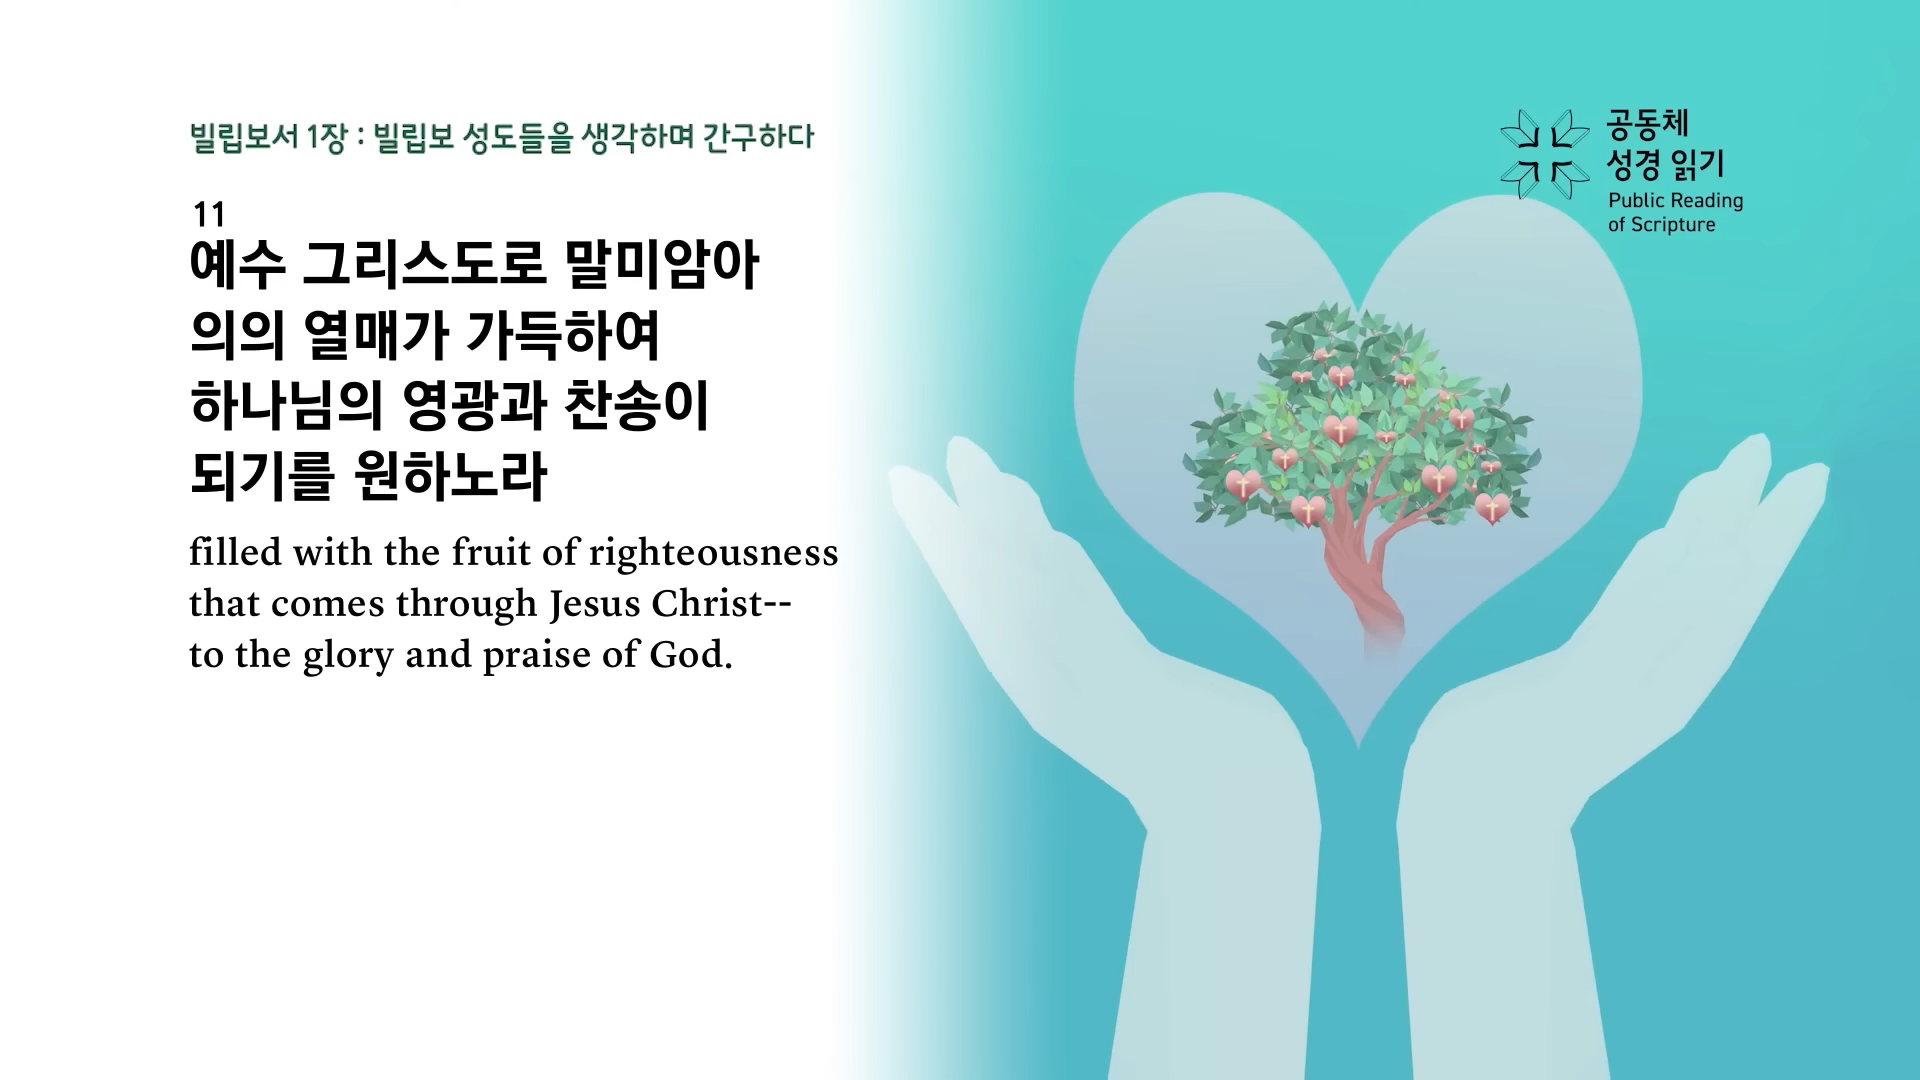 빌립보서 1장 : 빌립보 성도들을 생각하며 간구하다
11
예수 그리스도로 말미암아
의의 열매가 가득하여
하나님의 영광과 찬송이
되기를 원하노라
filled with the fruit of righteousness
that comes through Jesus Christ--
to the glory and praise of God.
공동체
성경 읽기
Public Reading
of Scripture